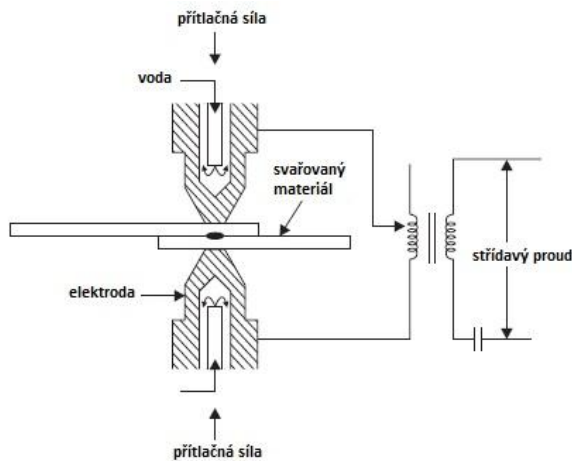 přítlačná síla
voda
svařovaný
materiál
střídavý proud
elektroda
přítlačná síla